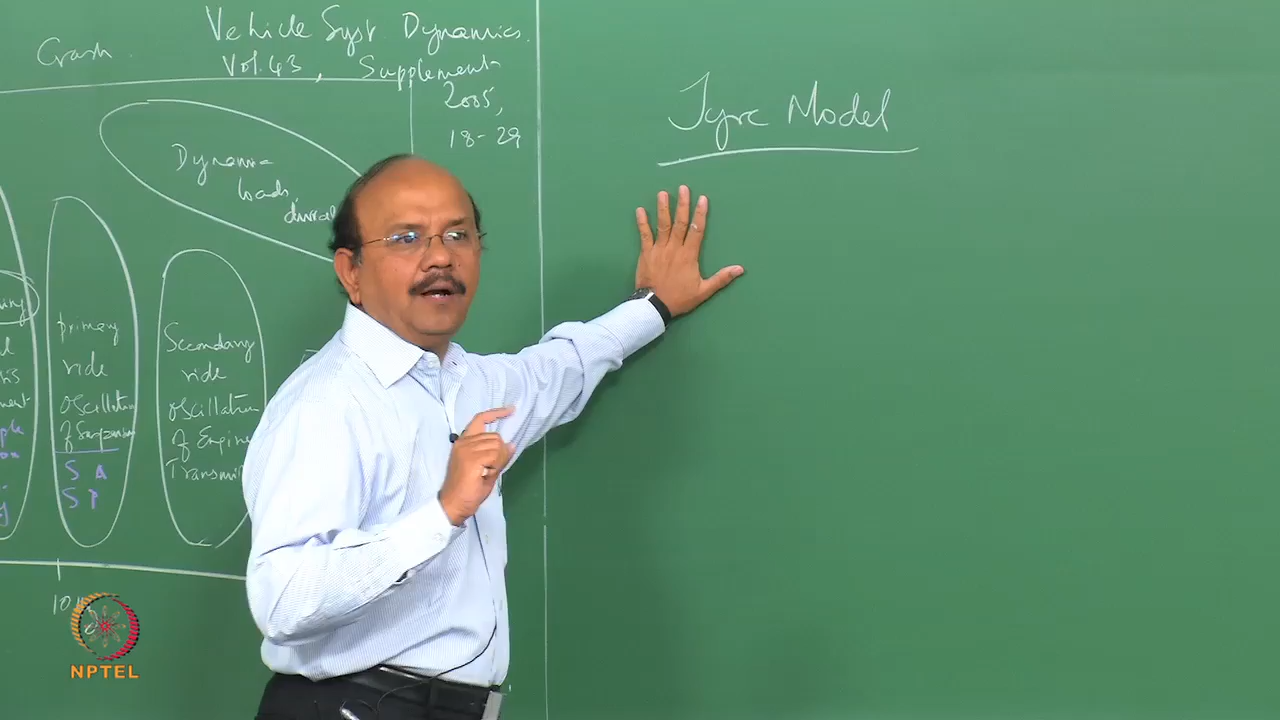 Crash
Vehicle Syst. Dynamics.
Vol. 43, Supplement
2005,
18-29
Dynamic
loads,
primary
ride
oscillation
of Suspension
S A
S P
Secondary
ride
oscillation
of Engine
Tyre Model
NPTEL